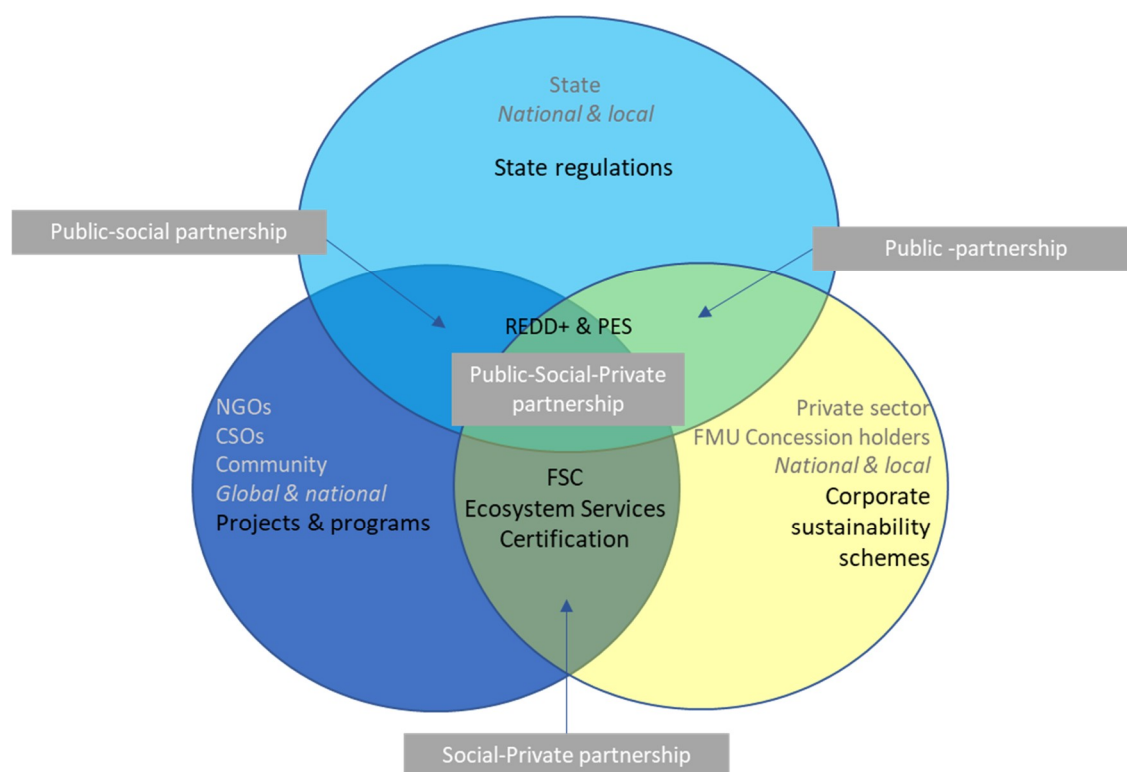 State
National & local
State regulations
Public-social partnership
Public -partnership
REDD+ & PES
Public-Social-Private
partnership
NGOs
CSOs
Community
Global & national
Projects & programs
Private sector
FMU Concession holders
National & local
Corporate
sustainability
schemes
FSC
Ecosystem Services
Certification
Social-Private partnership